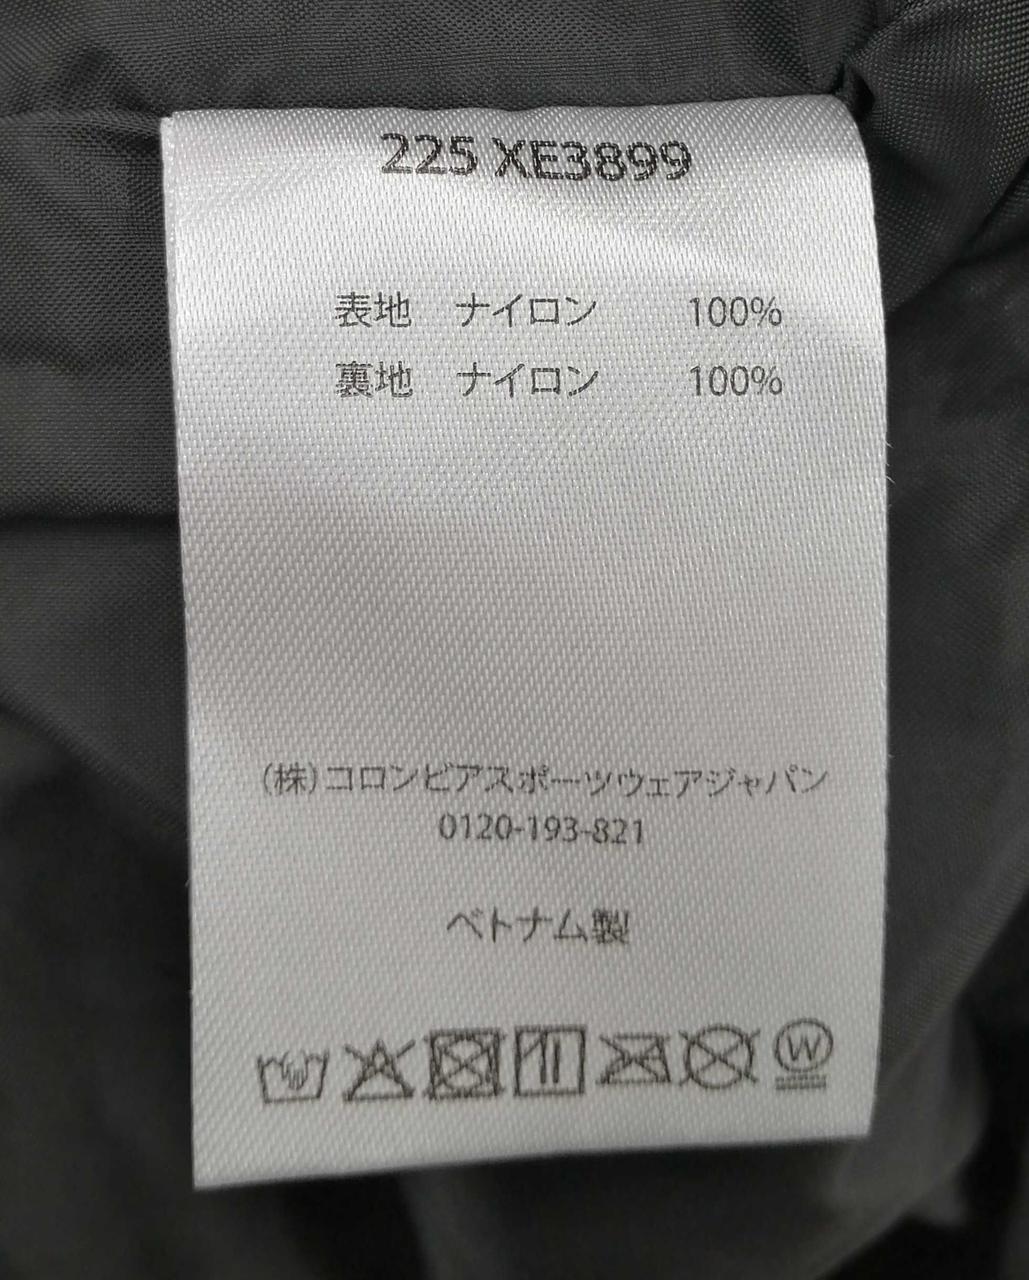 225 XE3899
表地 ナイロン 100%
裏地 ナイロン 100%
(株)コロンビアスポーツウェアジャパン
0120-193-821
ベトナム製
W